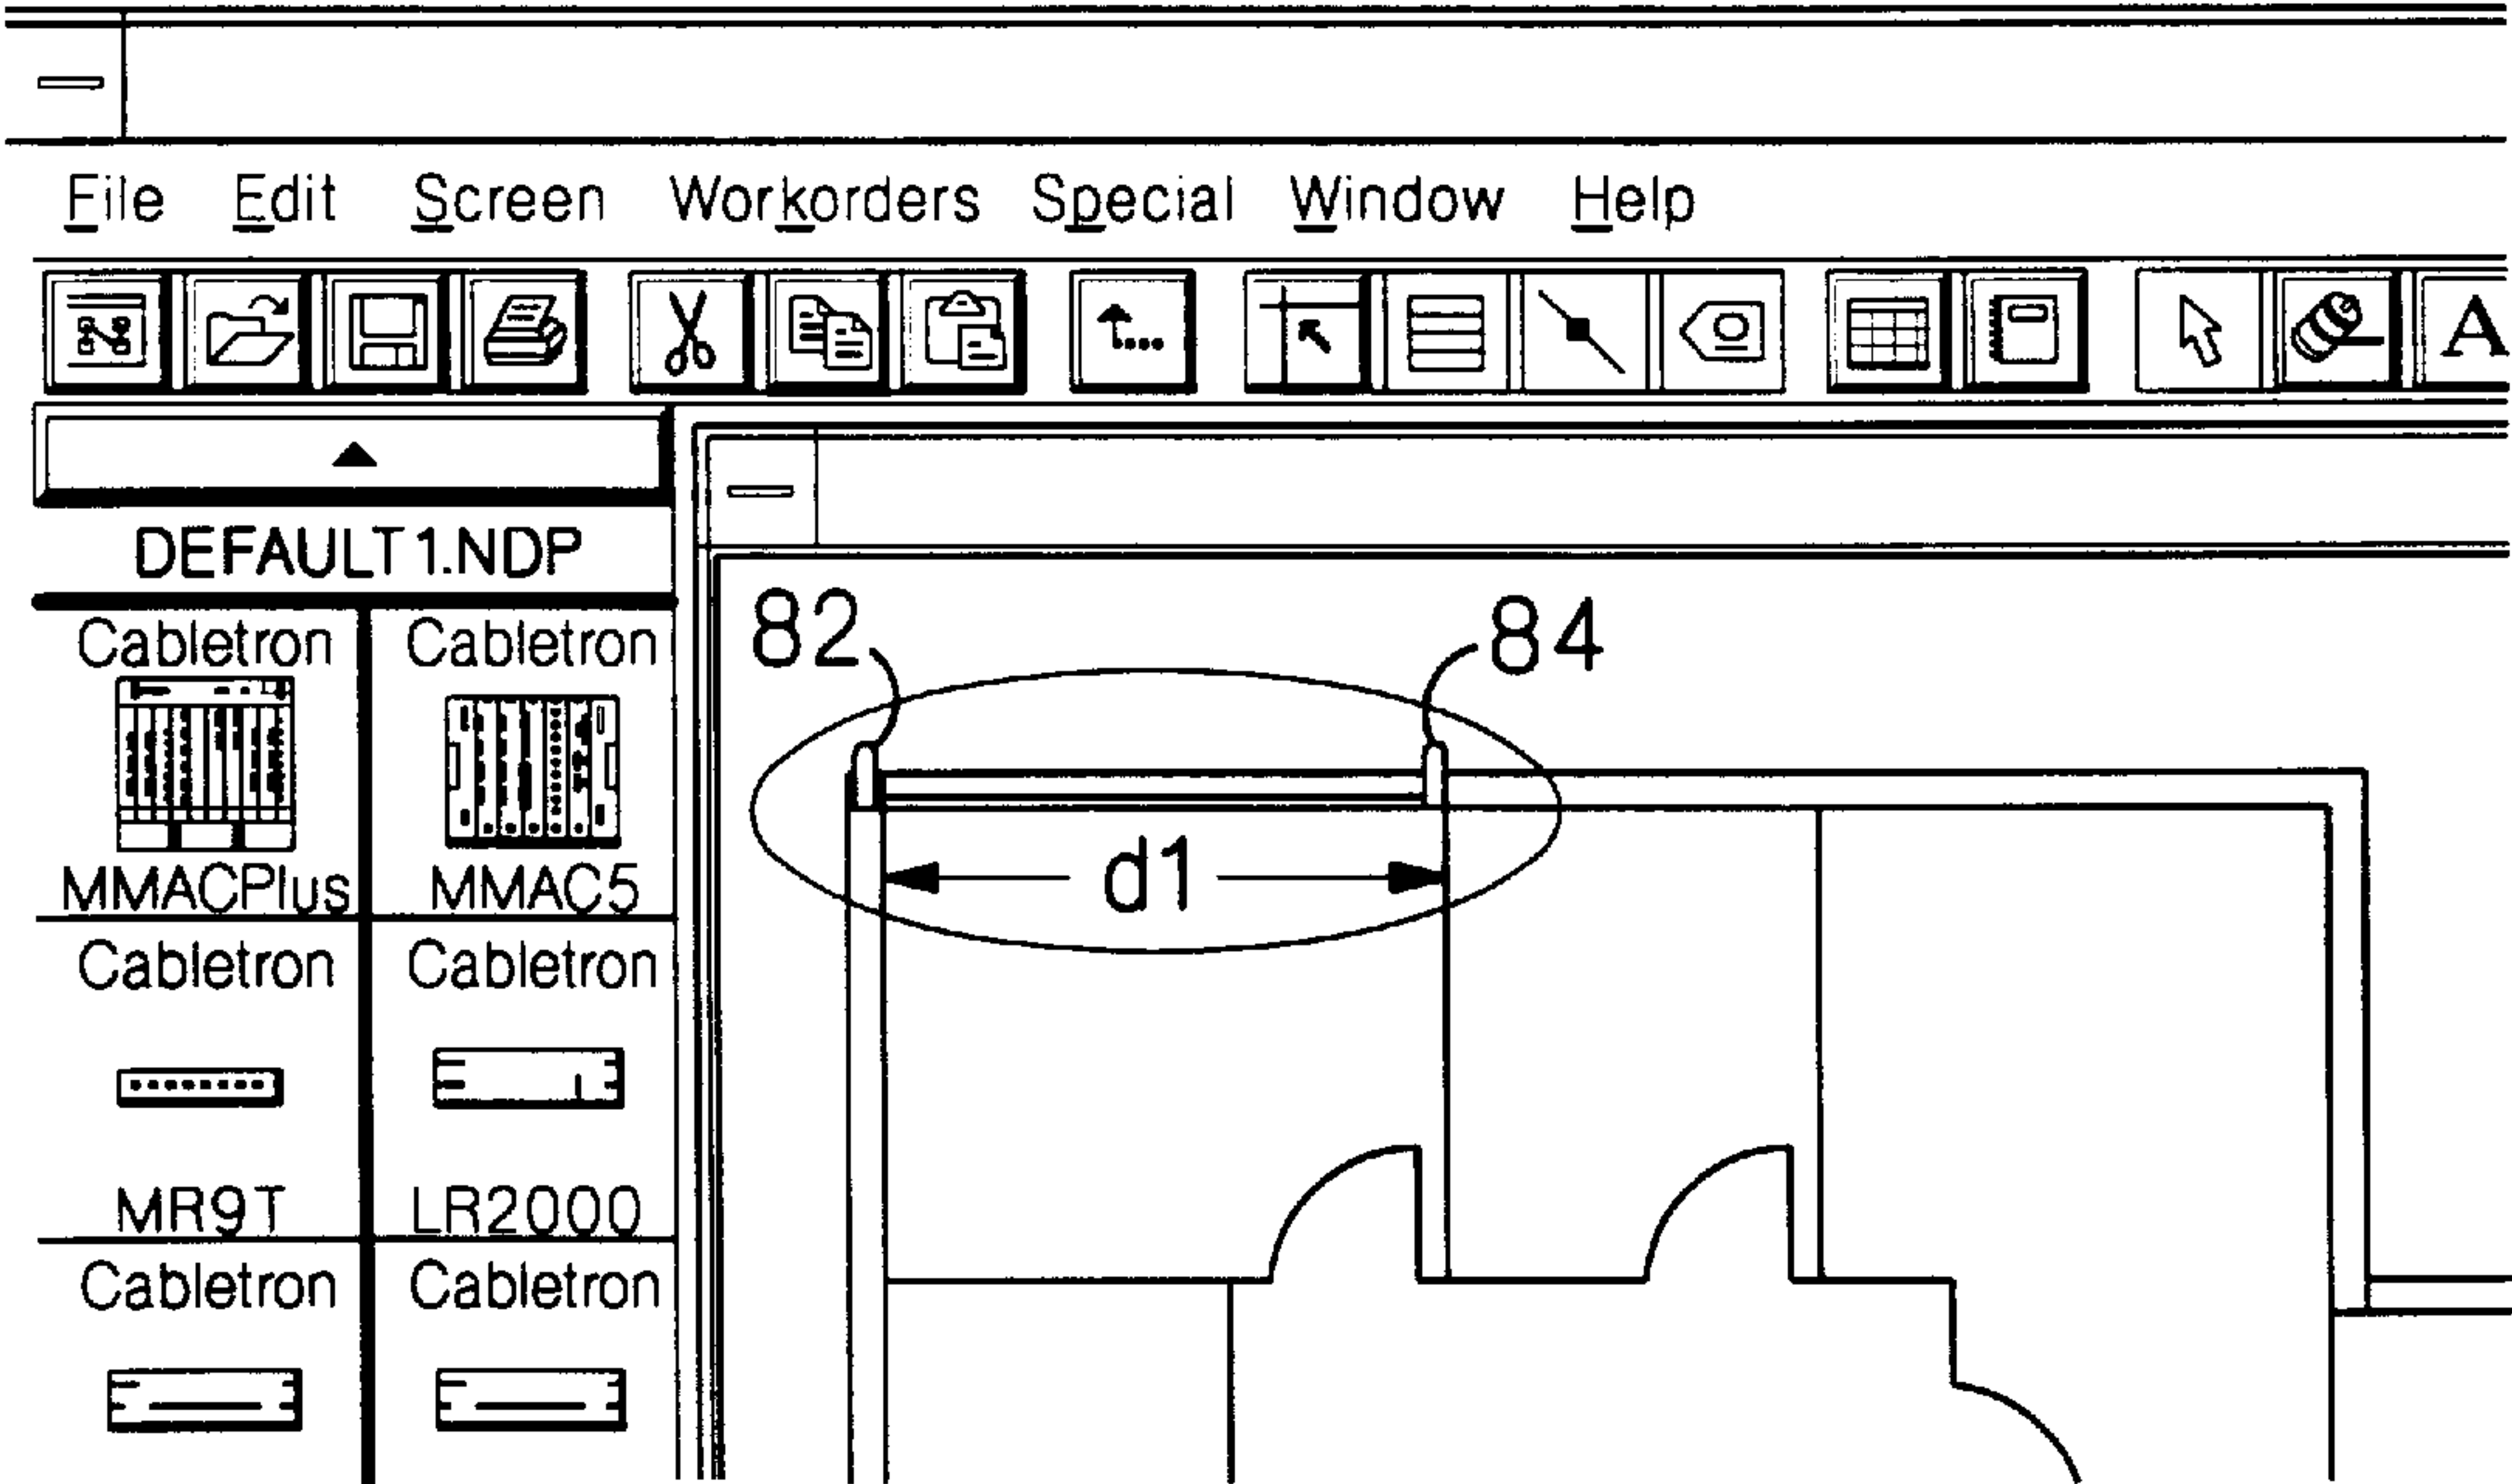 File Edit Screen Workorders Special Window Help
A
DEFAULT1.NDP
Cabletron Cabletron
MMACPlus MMAC5
Cabletron Cabletron
MR9T LR2000
Cabletron Cabletron
82 84
d1